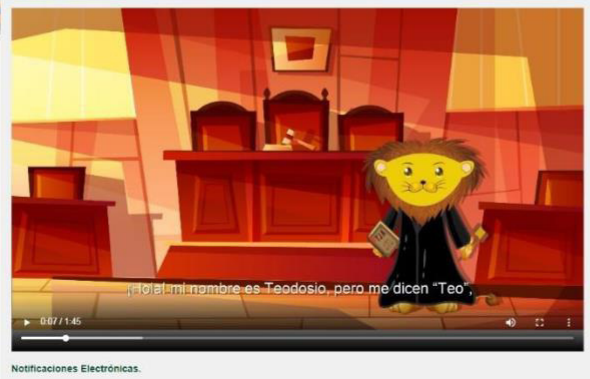 ¡Hola! mi nombre es Teodosio, pero me dicen "Teo",
0:07 / 1:45
Notificaciones Electrónicas.